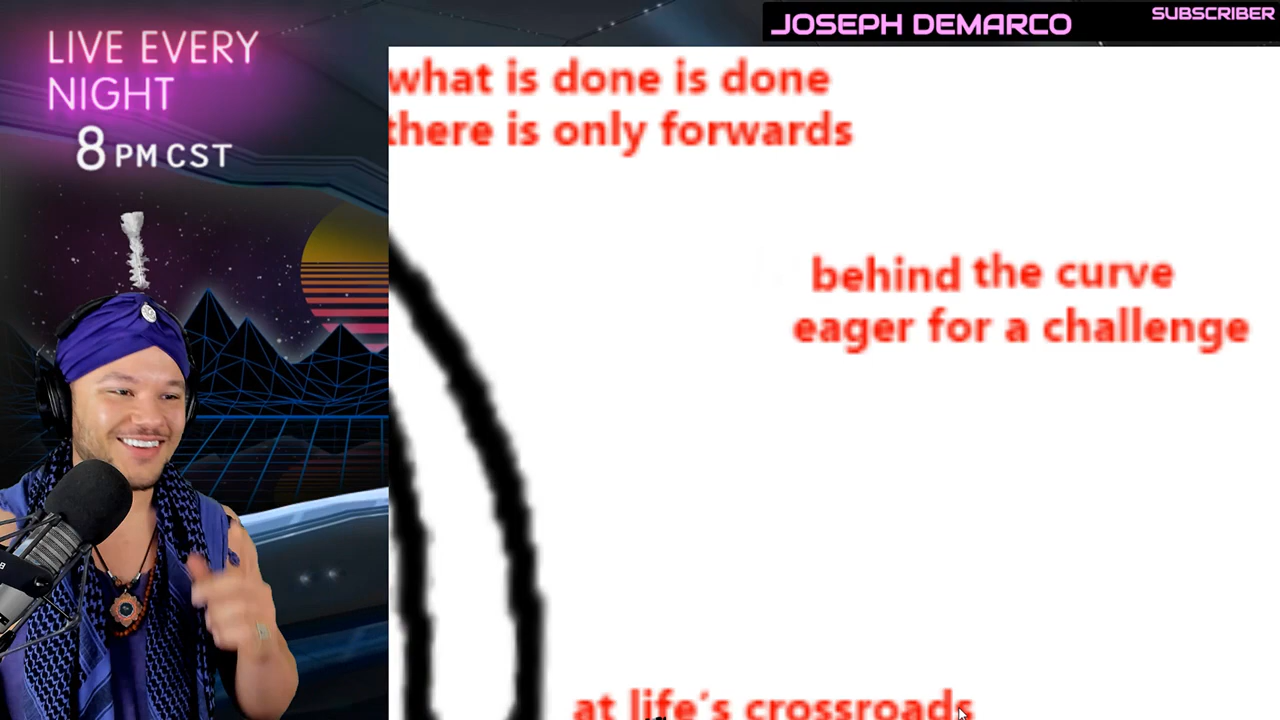 LIVE EVERY
NIGHT
8 PM CST
JOSEPH DEMARCO
SUBSCRIBER
what is done is done
there is only forwards
behind the curve
eager for a challenge
at life's crossroads